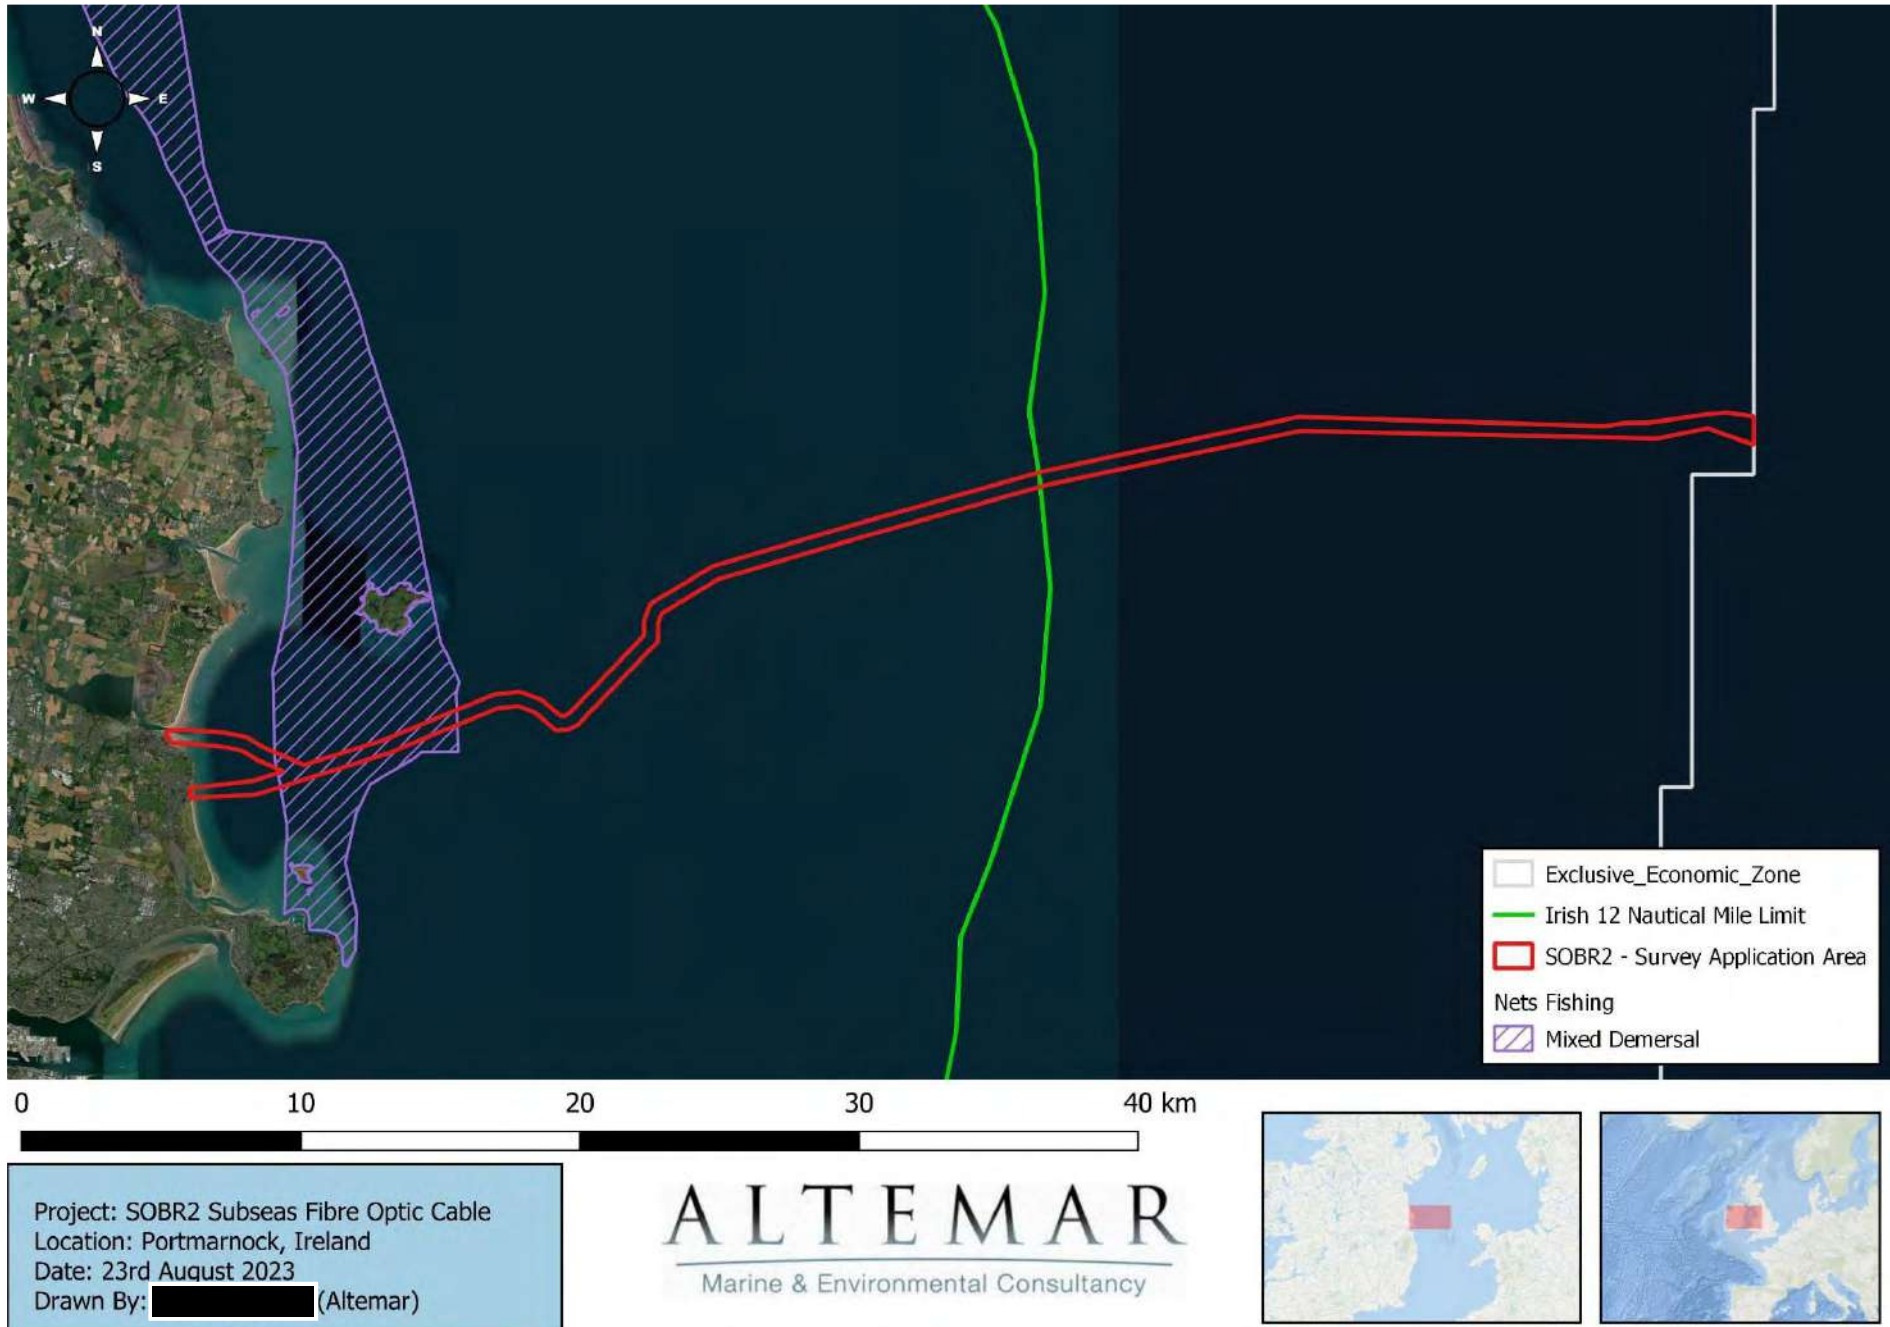 N
W E
S
Exclusive_Economic_Zone
Irish 12 Nautical Mile Limit
SOBR2 - Survey Application Area
Nets Fishing
Mixed Demersal
0 10 20 30 40 km
Project: SOBR2 Subseas Fibre Optic Cable
Location: Portmarnock, Ireland
Date: 23rd August 2023
Drawn By: (Altemar)
ALTEMAR
Marine & Environmental Consultancy